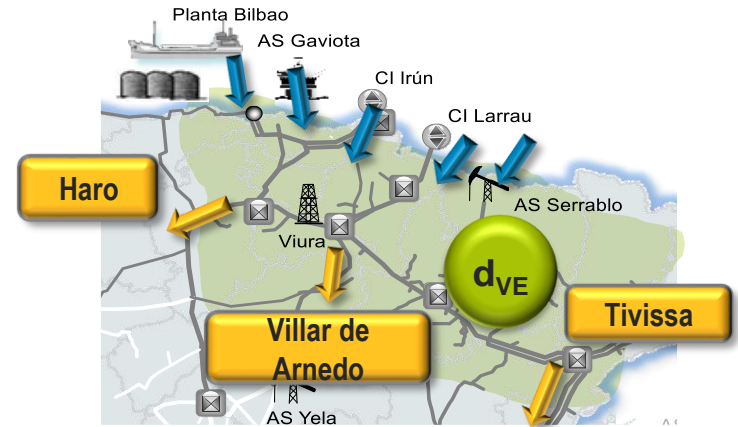 Planta Bilbao
AS Gaviota
CI Irún
CI Larrau
Haro
AS Serrablo
Viura
dVE
Tivissa
Villar de
Arnedo
AS Yela